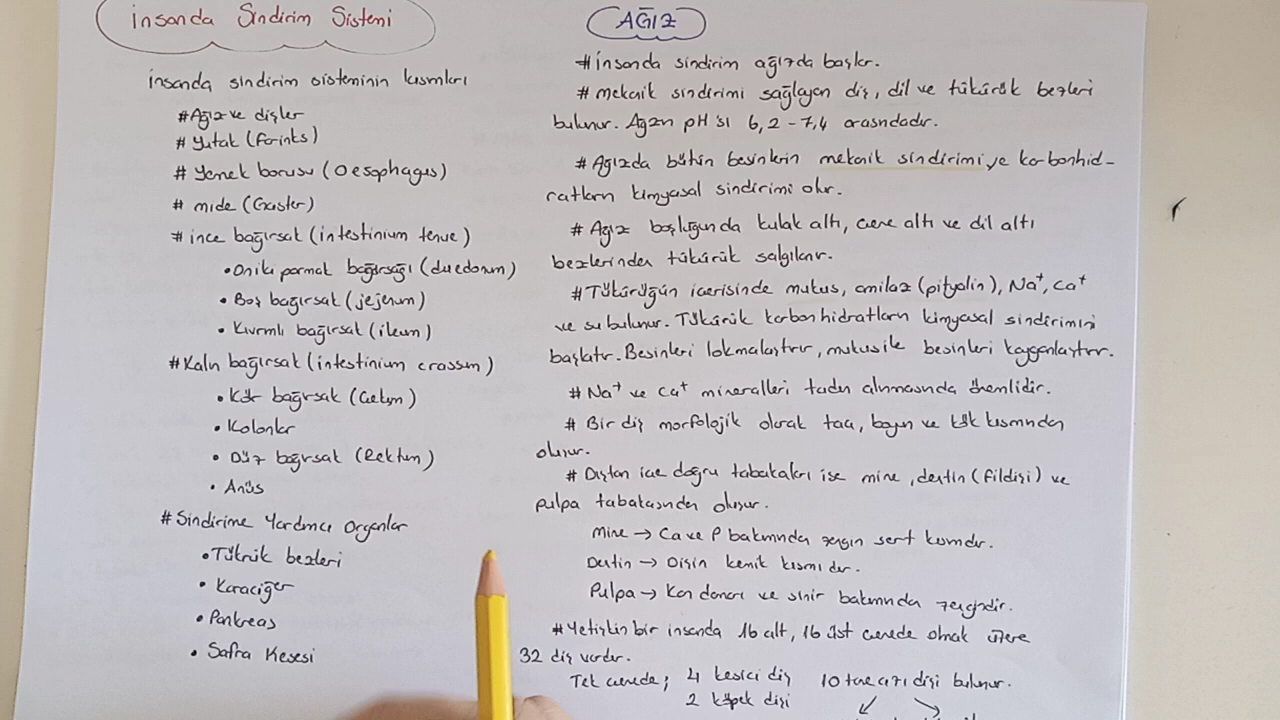 İnsanda Sindirim Sistemi
İnsanda sindirim sisteminin kısımları
# Ağız ve dişler
# Yutak (Farinks)
# Yemek borusu (Oesophagus)
# mide (Gaster)
# ince bağırsak (intestinium tenue)
• Oniki parmak bağırsağı (duedonum)
• Boş bağırsak (jejenum)
• Kıvrımlı bağırsak (ileum)
# Kalın bağırsak (intestinium crassum)
• Kör bağırsak (Çekum)
• Kolonlar
• Düz bağırsak (Rektum)
• Anüs
# Sindirime Yardımcı Organlar
• Tükrük bezleri
• Karaciğer
• Pankreas
• Safra Kesesi
AĞIZ
# İnsanda sindirim ağızda başlar.
# mekanik sindirimi sağlayan diş, dil ve tükürük bezleri
bulunur. Ağzın pH'sı 6,2 - 7,4 arasındadır.
# Ağızda bütün besinlerin mekanik sindirimi ve karbonhid-
ratların kimyasal sindirimi olur.
# Ağız boşluğunda kulak altı, çene altı ve dil altı
bezlerinden tükürük salgılanır.
# Tükürüğün içerisinde mukus, amilaz (pityalin), Na⁺, Ca⁺
ve su bulunur. Tükürük karbonhidratların kimyasal sindirimini
başlatır. Besinleri lokmalaştırır, mukus ile besinleri kayganlaştırır.
# Na⁺ ve Ca⁺ mineralleri tadın alınmasında önemlidir.
# Bir diş morfolojik olarak taç, boyun ve kök kısmından
oluşur.
# Dıştan içe doğru tabakaları ise mine, dentin (fildişi) ve
pulpa tabakasından oluşur.
Mine → Ca ve P bakımından zengin sert kısımdır.
Dentin → Dişin kemik kısmıdır.
Pulpa → Kan damarı ve sinir bakımında zengindir.
# Yetişkin bir insanda 16 alt, 16 üst çenede olmak üzere
32 diş vardır.
Tek çenede; 4 kesici diş 10 tane azı dişi bulunur.
2 köpek dişi